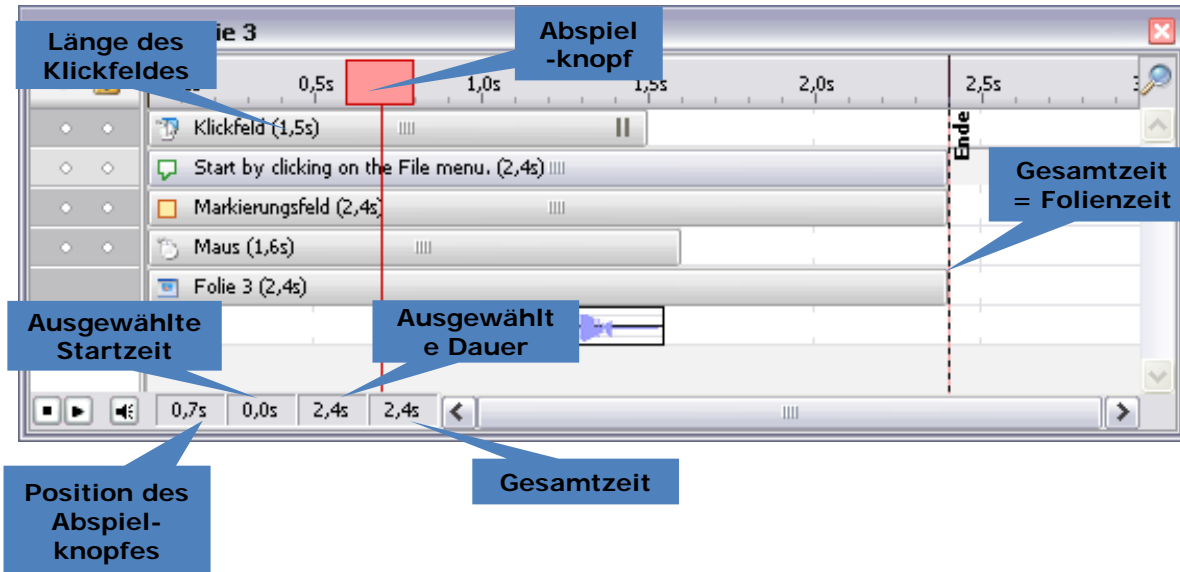 Länge des
Klickfeldes
ie 3
Abspiel
-knopf
0,5s 1,0s 1,5s 2,0s 2,5s
Klickfeld (1,5s)
Ende
Start by clicking on the File menu. (2,4s)
Gesamtzeit
= Folienzeit
Markierungsfeld (2,4s)
Maus (1,6s)
Folie 3 (2,4s)
Ausgewählte
Startzeit
Ausgewählt
e Dauer
0,7s 0,0s 2,4s 2,4s
Gesamtzeit
Position des
Abspiel-
knopfes